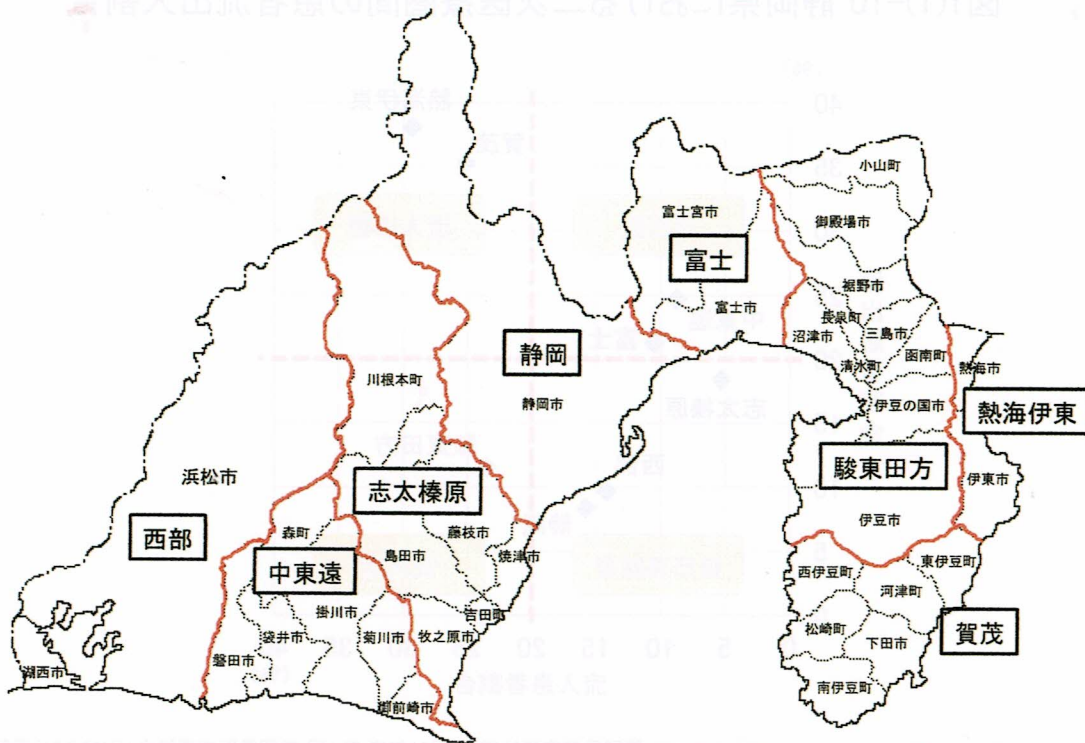 小山町
富士宮市
御殿場市
富士
裾野市
富士市
長泉町
沼津市
三島市
函南町
静岡
清水町
熱海市
川根本町
静岡市
伊豆の国市
熱海伊東
駿東田方
浜松市
志太榛原
伊東市
伊豆市
西部
森町
藤枝市
島田市
焼津市
中東遠
西伊豆町
東伊豆町
河津町
掛川市
吉田町
賀茂
袋井市
菊川市
牧之原市
松崎町
下田市
磐田市
湖西市
南伊豆町
御前崎市